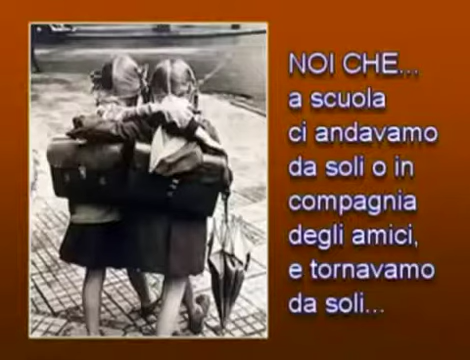 NOI CHE...
a scuola
ci andavamo
da soli o in
compagnia
degli amici,
e tornavamo
da soli...